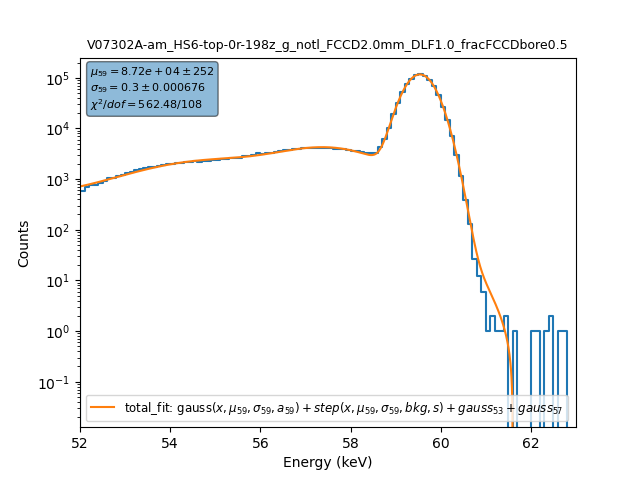 V07302A-am_HS6-top-0r-198z_g_notl_FCCD2.0mm_DLF1.0_fracFCCDbore0.5
μ₅₉ = 8.72e + 04 ± 252
σ₅₉ = 0.3 ± 0.000676
χ²/dof = 562.48/108
Counts
10⁵
10⁴
10³
10²
10¹
10⁰
10⁻¹
total_fit: gauss(x, μ₅₉, σ₅₉, a₅₉) + step(x, μ₅₉, σ₅₉, bkg, s) + gauss₅₃ + gauss₅₇
52 54 56 58 60 62
Energy (keV)